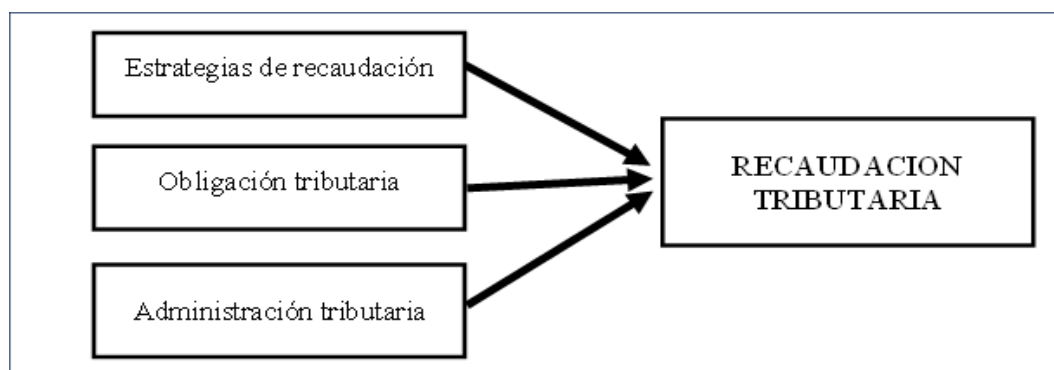 Estrategias de recaudación
Obligación tributaria
Administración tributaria
RECAUDACION
TRIBUTARIA